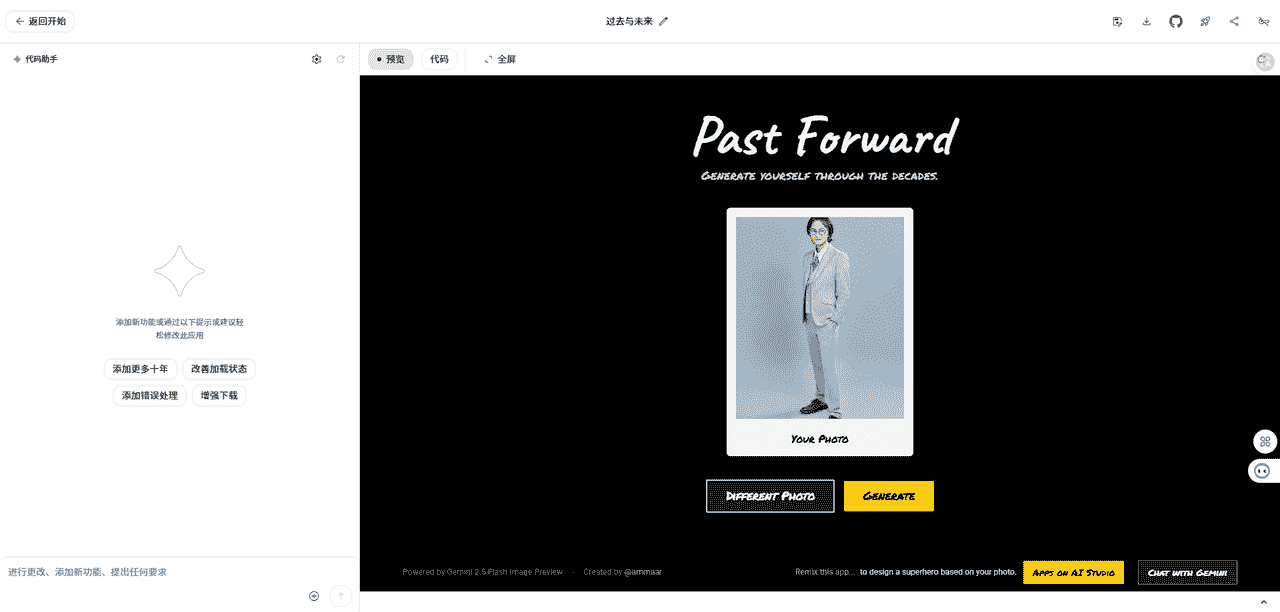 返回开始
过去与未来
代码助手
预览
代码
全屏
Past Forward
Generate yourself through the decades.
Your Photo
Different Photo
Generate
添加新功能或通过以下提示或建议轻
松修改此应用
添加更多十年
改善加载状态
添加错误处理
增强下载
进行更改、添加新功能、提出任何要求
Powered by Gemini 2.5 Flash Image Preview · Created by @ammaar
Remix this app... to design a superhero based on your photo.
Apps on AI Studio
Chat with Gemini